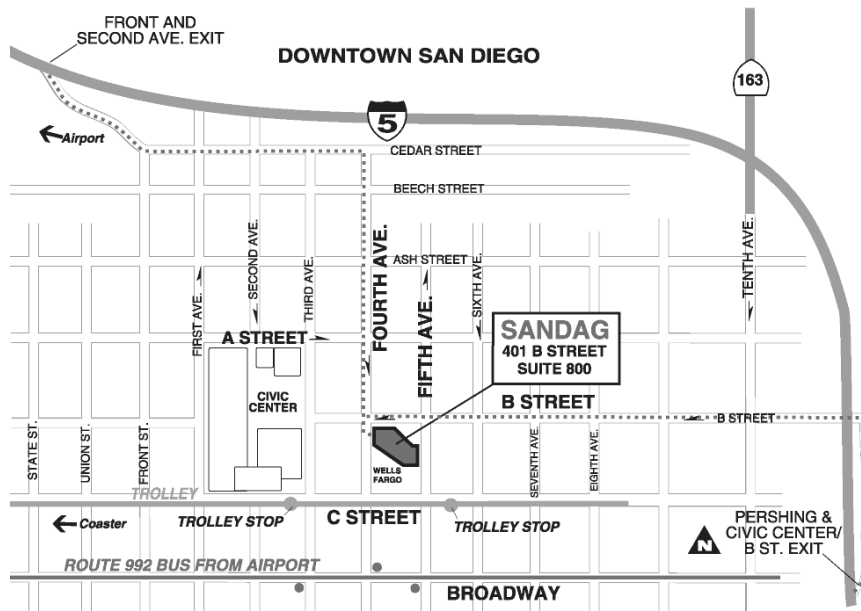 FRONT AND
SECOND AVE. EXIT
DOWNTOWN SAN DIEGO
163
5
Airport
CEDAR STREET
BEECH STREET
FIRST AVE.
SECOND AVE.
THIRD AVE.
FOURTH AVE.
ASH STREET
FIFTH AVE.
SIXTH AVE.
TENTH AVE.
A STREET
SANDAG
401 B STREET
SUITE 800
CIVIC
CENTER
B STREET
B STREET
STATE ST.
UNION ST.
FRONT ST.
WELLS
FARGO
SEVENTH AVE.
EIGHTH AVE.
TROLLEY
Coaster
TROLLEY STOP
C STREET
TROLLEY STOP
PERSHING &
CIVIC CENTER/
B ST. EXIT
N
ROUTE 992 BUS FROM AIRPORT
BROADWAY